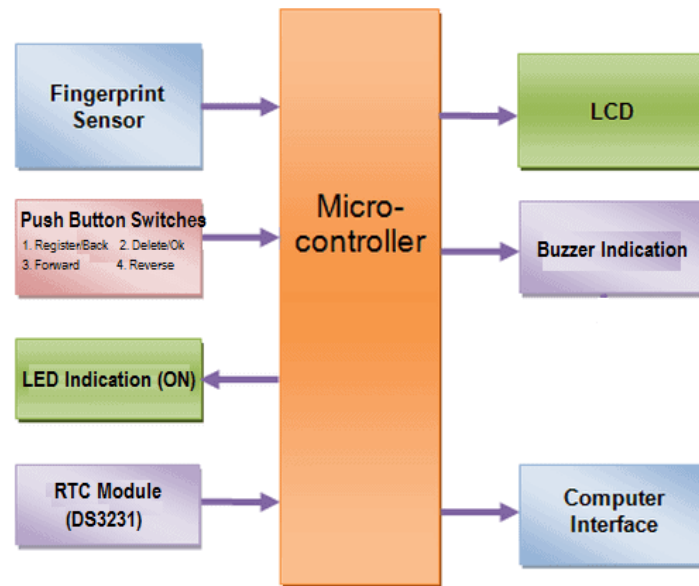 Fingerprint
Sensor
Push Button Switches
1. Register/Back 2. Delete/Ok
3. Forward 4. Reverse
LED Indication (ON)
RTC Module
(DS3231)
Micro-
controller
LCD
Buzzer Indication
Computer
Interface